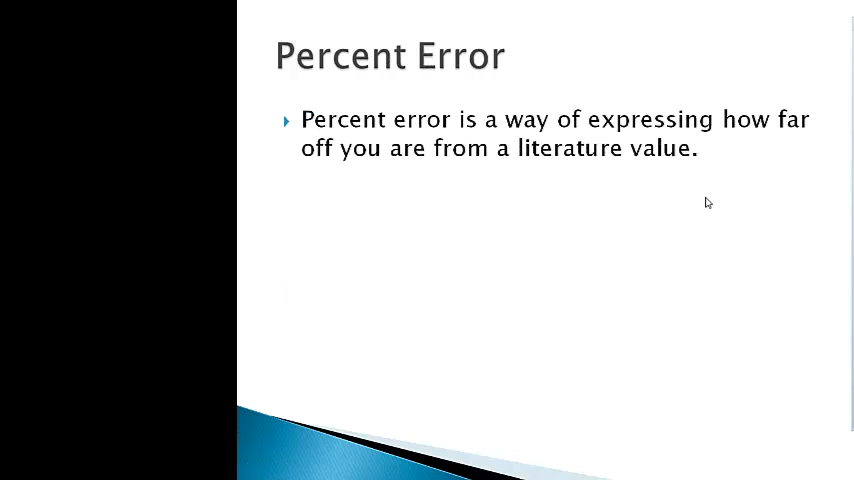 Percent Error
Percent error is a way of expressing how far
off you are from a literature value.